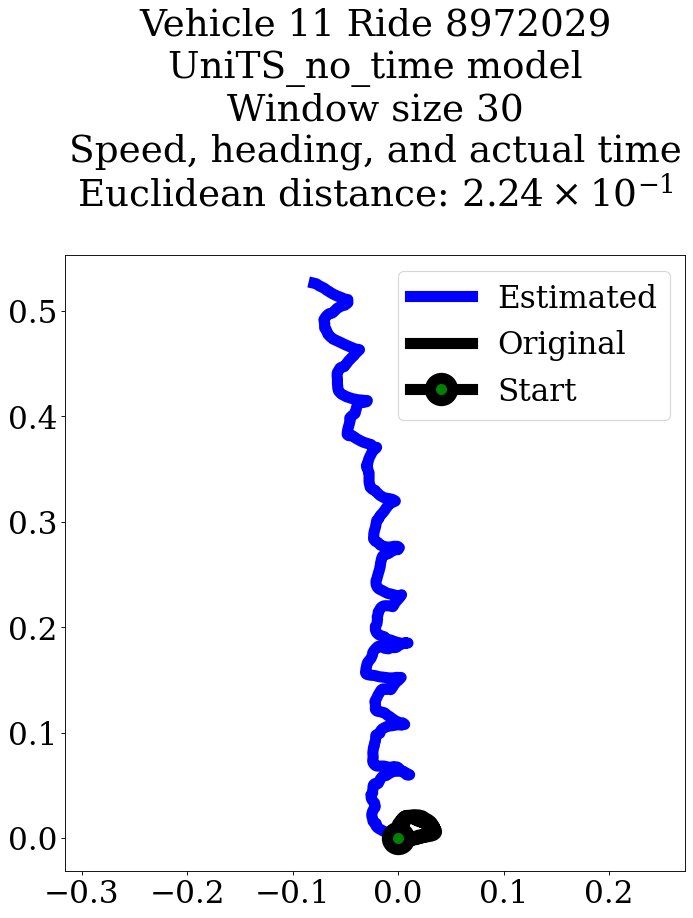 Vehicle 11 Ride 8972029
UniTS_no_time model
Window size 30
Speed, heading, and actual time
Euclidean distance: 2.24 × 10⁻¹
Estimated
Original
Start
0.5
0.4
0.3
0.2
0.1
0.0
−0.3 −0.2 −0.1 0.0 0.1 0.2